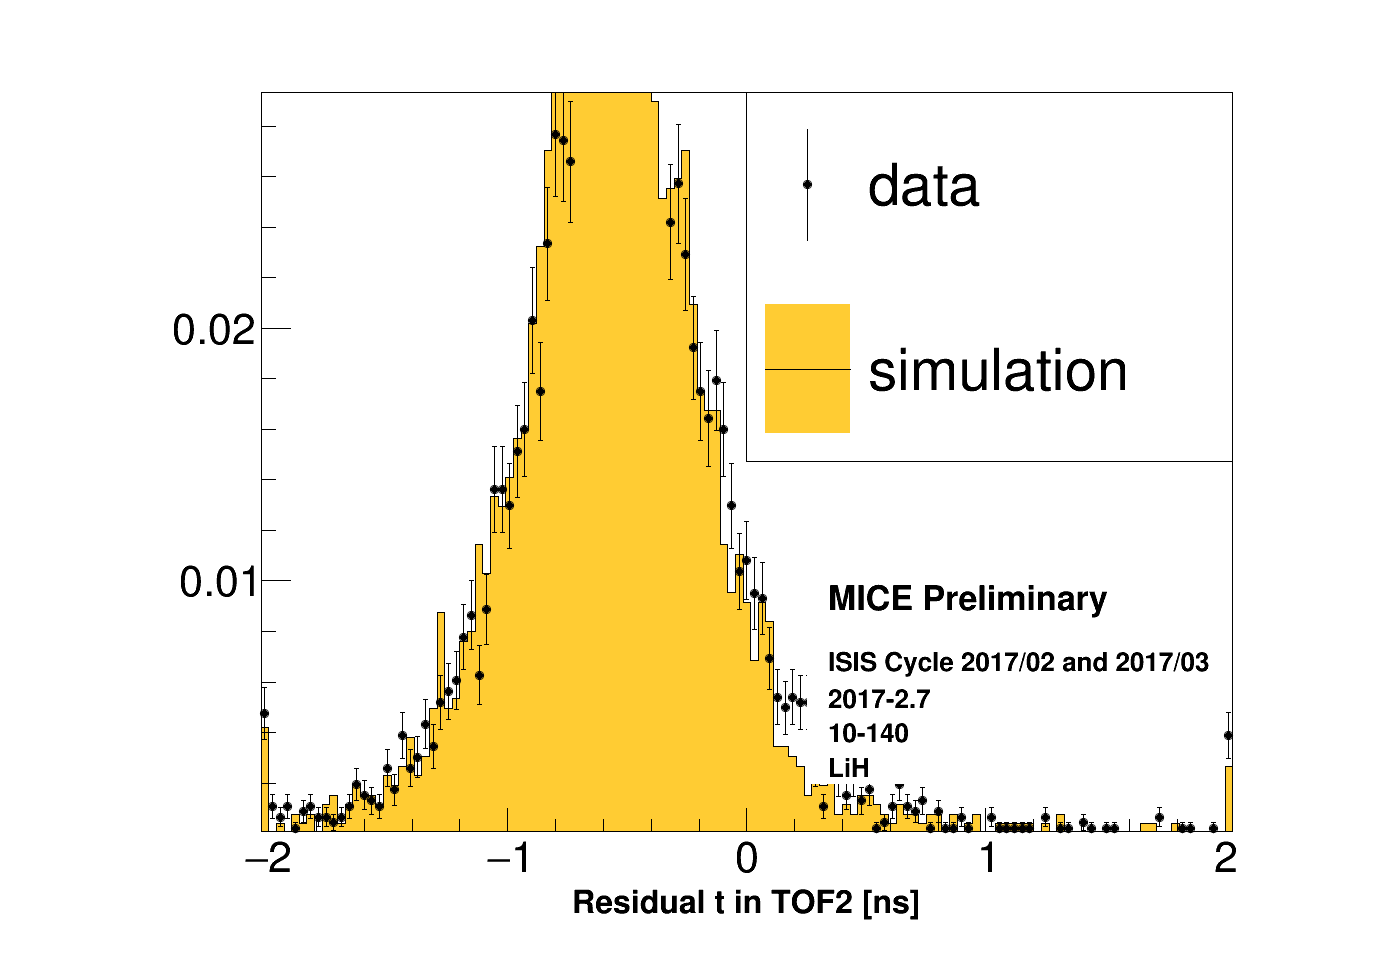 data
simulation
0.02
0.01
MICE Preliminary
ISIS Cycle 2017/02 and 2017/03
2017-2.7
10-140
LiH
−2 −1 0 1 2
Residual t in TOF2 [ns]